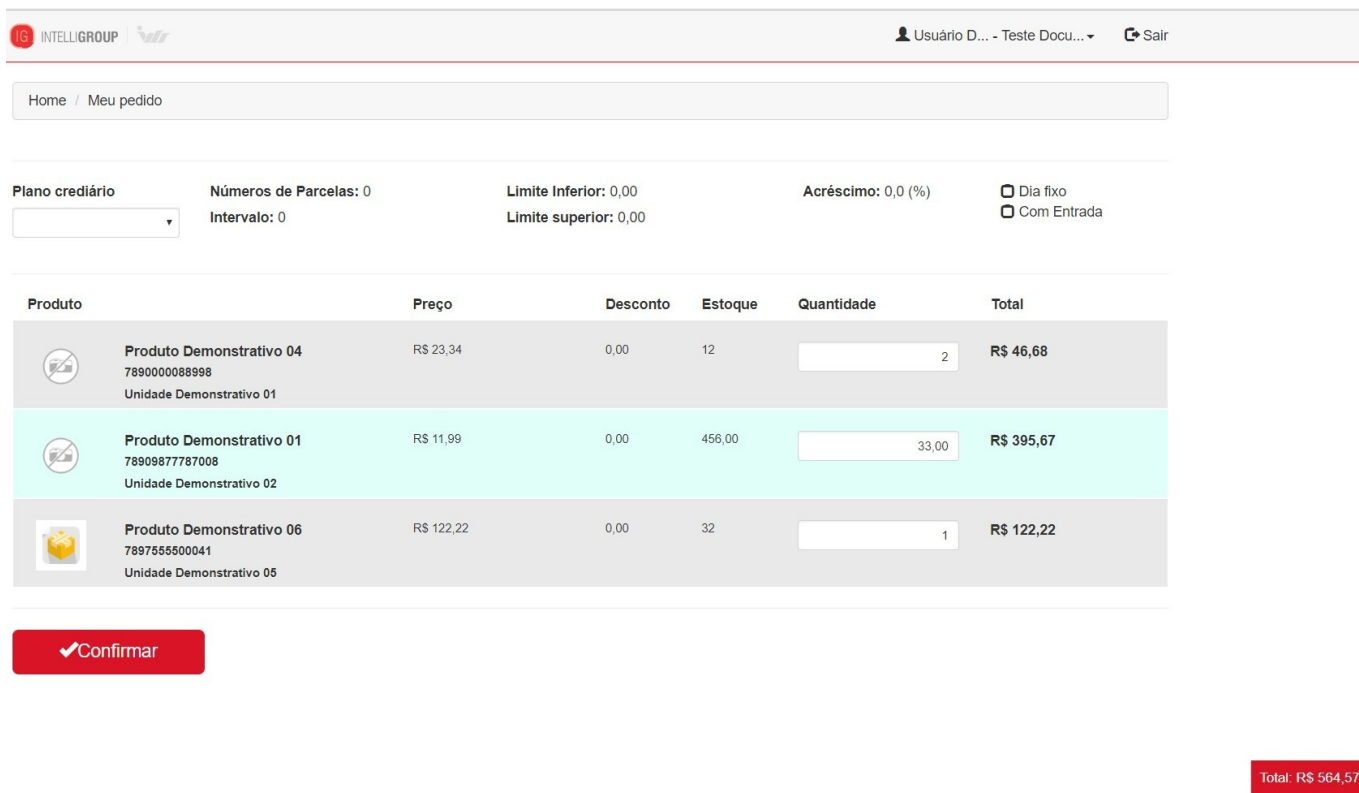 IG INTELLIGROUP
Usuário D... - Teste Docu... Sair
Home / Meu pedido
Plano crediário
Números de Parcelas: 0
Intervalo: 0
Limite Inferior: 0,00
Limite superior: 0,00
Acréscimo: 0,0 (%)
Dia fixo
Com Entrada
Produto Preço Desconto Estoque Quantidade Total
Produto Demonstrativo 04 R$ 23,34 0,00 12 2 R$ 46,68
7890000088998
Unidade Demonstrativo 01
Produto Demonstrativo 01 R$ 11,99 0,00 456,00 33,00 R$ 395,67
78909877787008
Unidade Demonstrativo 02
Produto Demonstrativo 06 R$ 122,22 0,00 32 1 R$ 122,22
7897555500041
Unidade Demonstrativo 05
Confirmar
Total: R$ 564,57